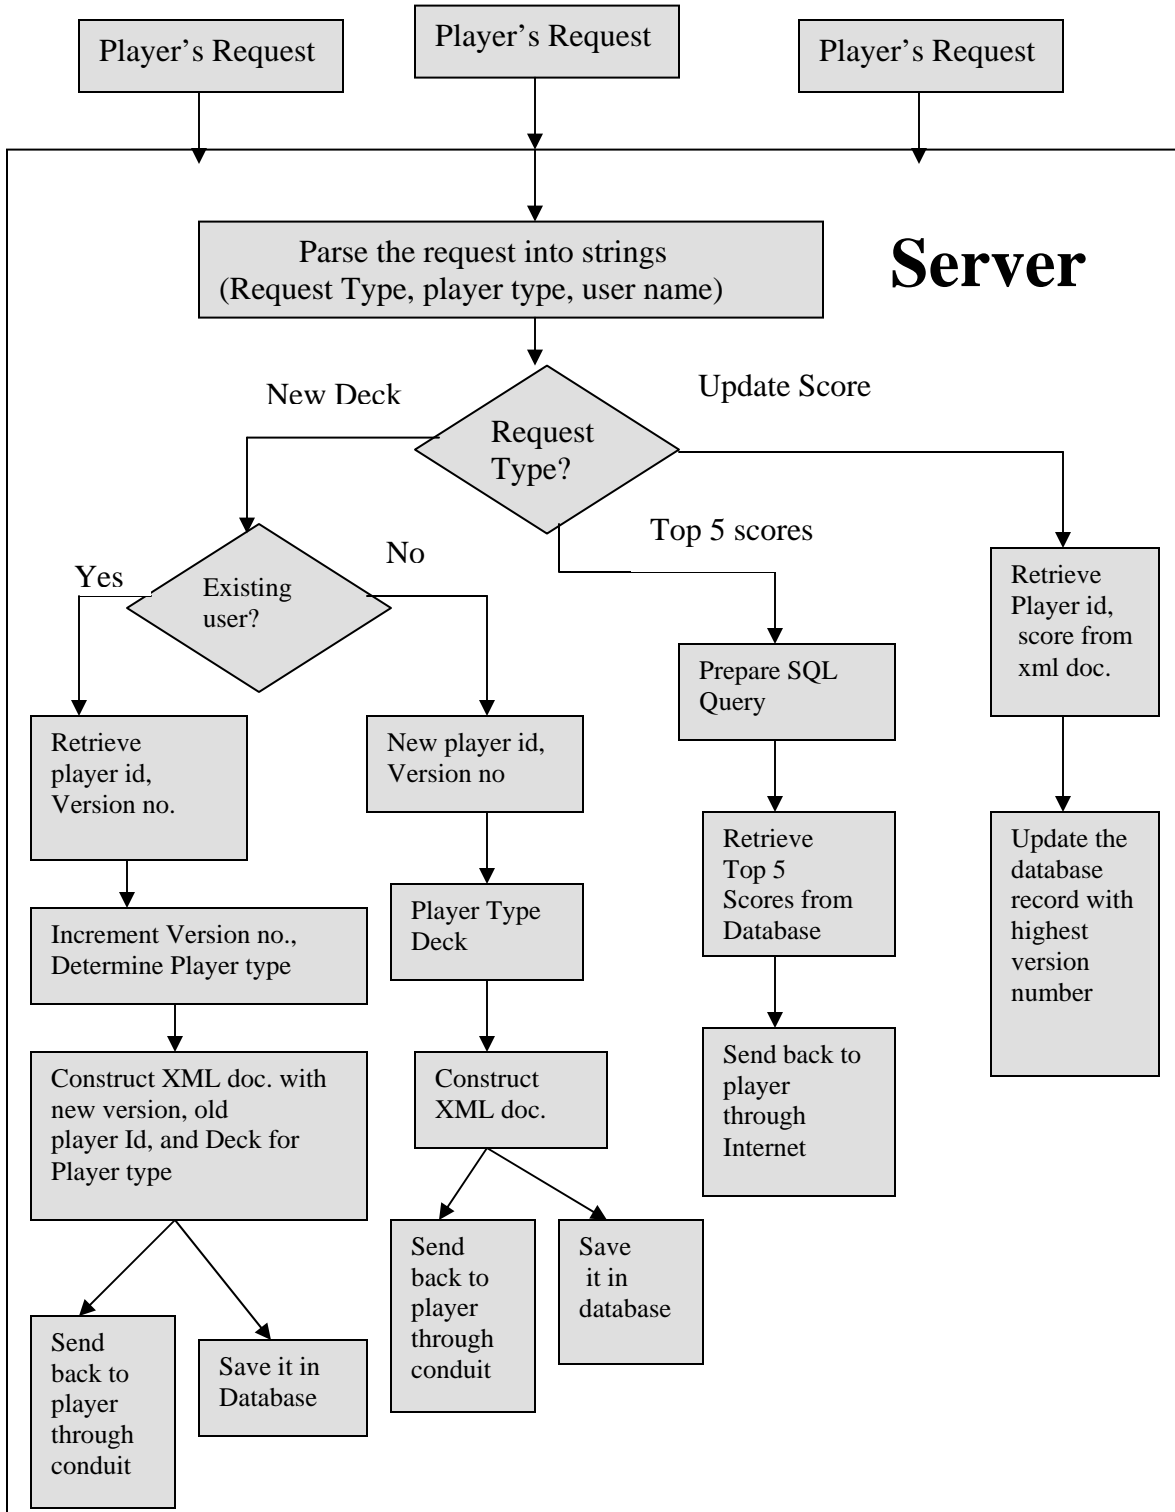 Player's Request
Player's Request
Player's Request
Server
Parse the request into strings
(Request Type, player type, user name)
New Deck
Update Score
Request
Type?
Top 5 scores
Yes
No
Existing
user?
Retrieve
Player id,
score from
xml doc.
Prepare SQL
Query
Retrieve
player id,
Version no.
New player id,
Version no
Retrieve
Top 5
Scores from
Database
Update the
database
record with
highest
version
number
Increment Version no.,
Determine Player type
Player Type
Deck
Send back to
player
through
Internet
Construct XML doc. with
new version, old
player Id, and Deck for
Player type
Construct
XML doc.
Send
back to
player
through
conduit
Save
it in
database
Send
back to
player
through
conduit
Save it in
Database